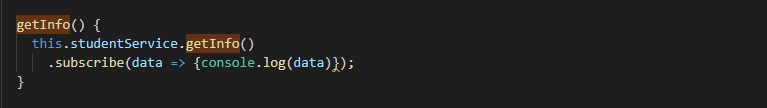 getInfo() {
this.studentService.getInfo()
.subscribe(data => {console.log(data)});
}